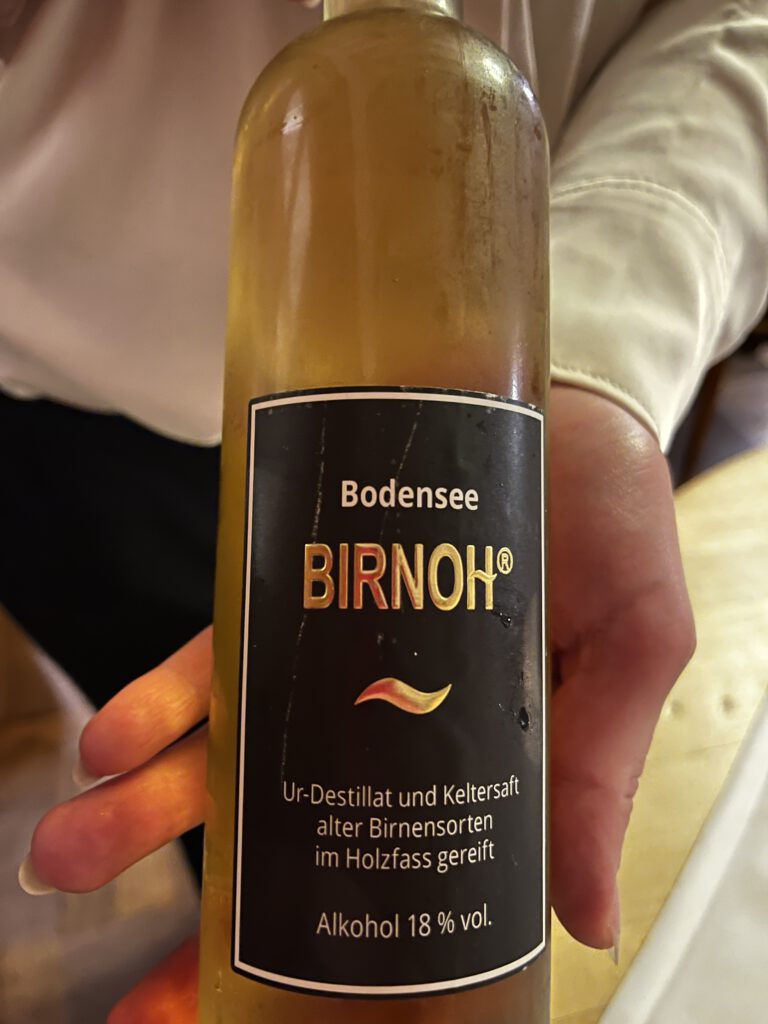 Bodensee
BIRNOH®
Ur-Destillat und Keltersaft
alter Birnensorten
im Holzfass gereift
Alkohol 18 % vol.